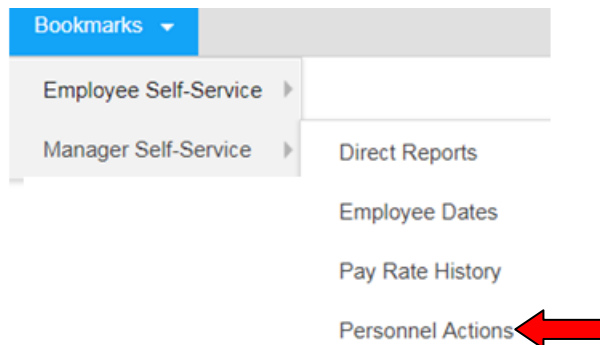 Bookmarks
Employee Self-Service
Manager Self-Service
Direct Reports
Employee Dates
Pay Rate History
Personnel Actions